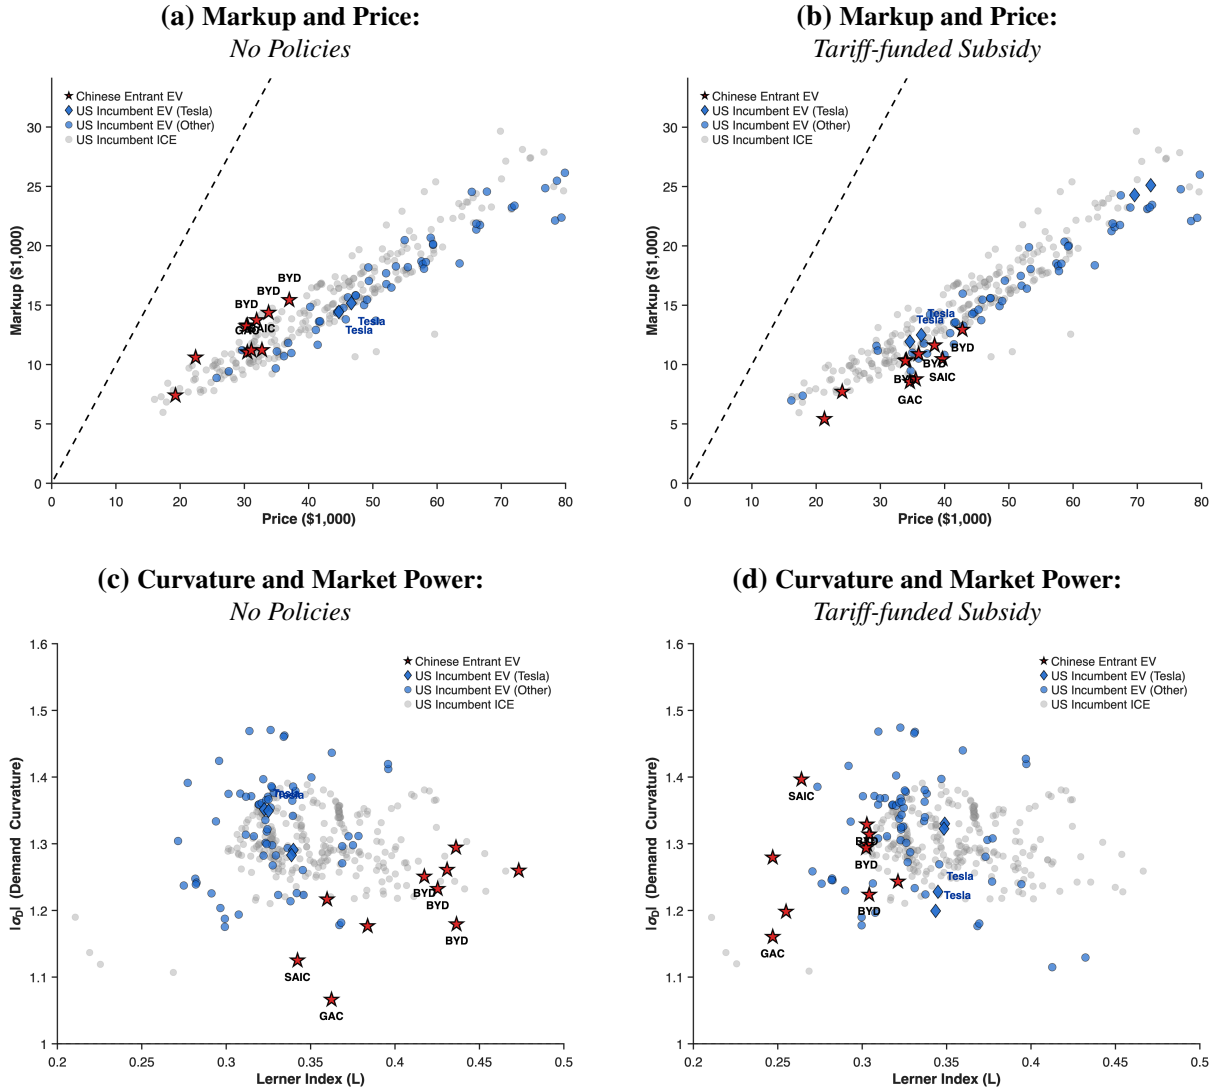 (a) Markup and Price:
No Policies
Markup ($1,000)
30
25
20
15
10
5
0
Chinese Entrant EV
US Incumbent EV (Tesla)
US Incumbent EV (Other)
US Incumbent ICE
BYD
BYD
BYD
GAC
SAIC
Tesla
Tesla
0 10 20 30 40 50 60 70 80
Price ($1,000)
(b) Markup and Price:
Tariff-funded Subsidy
Markup ($1,000)
30
25
20
15
10
5
0
Chinese Entrant EV
US Incumbent EV (Tesla)
US Incumbent EV (Other)
US Incumbent ICE
Tesla
Tesla
BYD
BYD
BYD
SAIC
GAC
0 10 20 30 40 50 60 70 80
Price ($1,000)
(c) Curvature and Market Power:
No Policies
|σD| (Demand Curvature)
1.6
1.5
1.4
1.3
1.2
1.1
1
Chinese Entrant EV
US Incumbent EV (Tesla)
US Incumbent EV (Other)
US Incumbent ICE
Tesla
Tesla
BYD
BYD
BYD
SAIC
GAC
0.2 0.25 0.3 0.35 0.4 0.45 0.5
Lerner Index (L)
(d) Curvature and Market Power:
Tariff-funded Subsidy
|σD| (Demand Curvature)
1.6
1.5
1.4
1.3
1.2
1.1
1
Chinese Entrant EV
US Incumbent EV (Tesla)
US Incumbent EV (Other)
US Incumbent ICE
SAIC
BYD
BYD
Tesla
Tesla
BYD
GAC
0.2 0.25 0.3 0.35 0.4 0.45 0.5
Lerner Index (L)